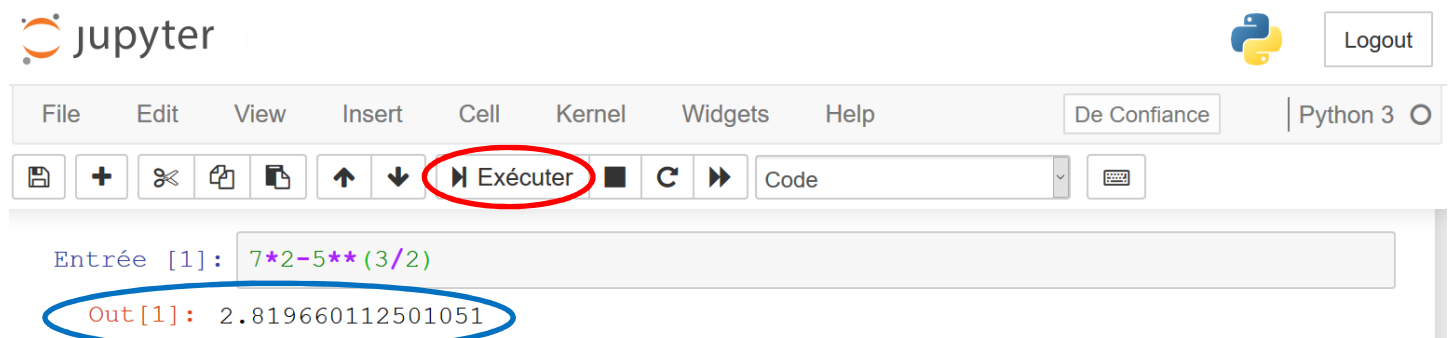 jupyter
Logout
File Edit View Insert Cell Kernel Widgets Help De Confiance Python 3
Exécuter Code
Entrée [1]: 7*2-5**(3/2)
Out[1]: 2.819660112501051